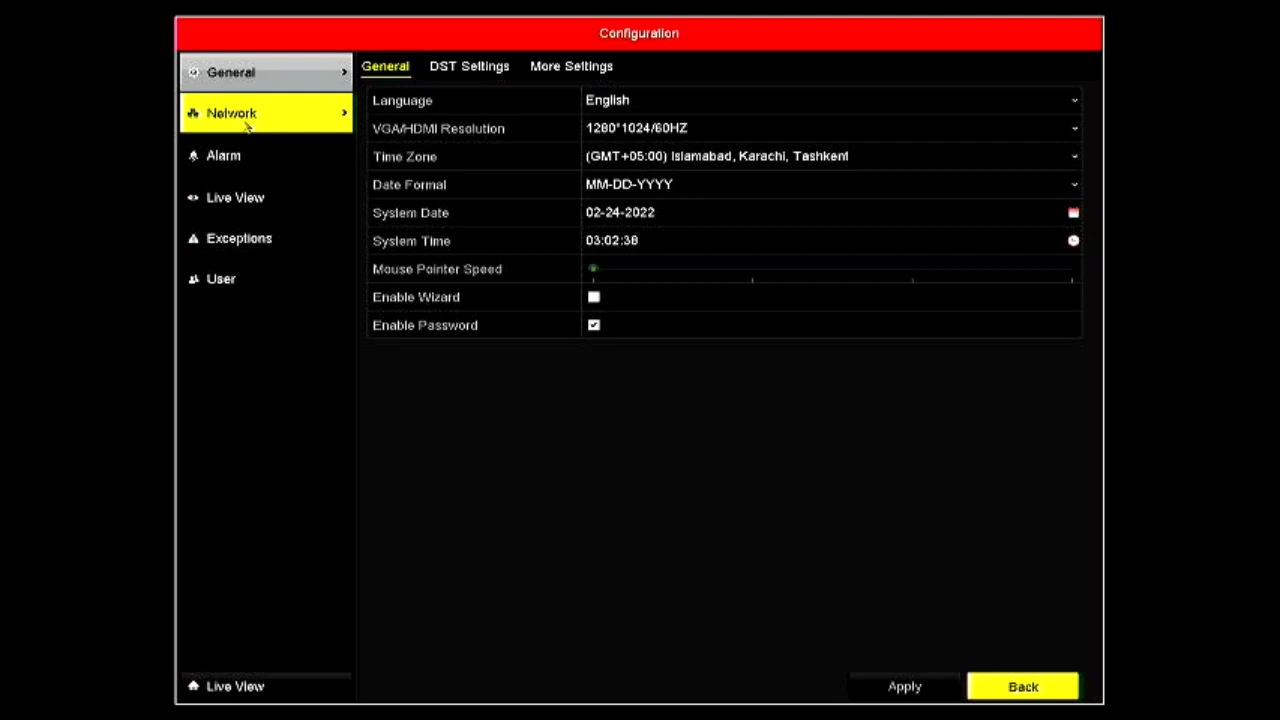 Configuration
General
Network
Alarm
Live View
Exceptions
User
Live View
General DST Settings More Settings
Language English
VGA/HDMI Resolution 1280*1024/60HZ
Time Zone (GMT+05:00) Islamabad, Karachi, Tashkent
Date Format MM-DD-YYYY
System Date 02-24-2022
System Time 03:02:38
Mouse Pointer Speed
Enable Wizard
Enable Password
Apply Back